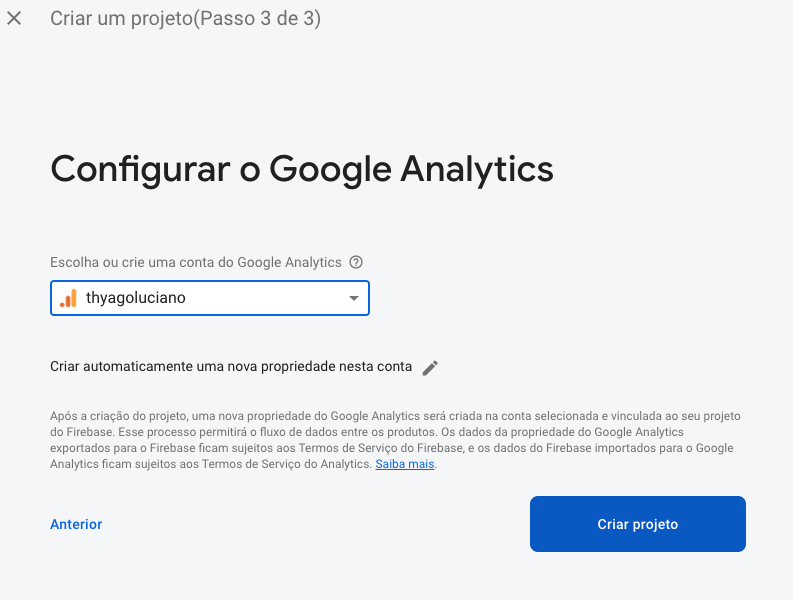 Criar um projeto(Passo 3 de 3)
Configurar o Google Analytics
Escolha ou crie uma conta do Google Analytics
thyagoluciano
Criar automaticamente uma nova propriedade nesta conta
Após a criação do projeto, uma nova propriedade do Google Analytics será criada na conta selecionada e vinculada ao seu projeto
do Firebase. Esse processo permitirá o fluxo de dados entre os produtos. Os dados da propriedade do Google Analytics
exportados para o Firebase ficam sujeitos aos Termos de Serviço do Firebase, e os dados do Firebase importados para o Google
Analytics ficam sujeitos aos Termos de Serviço do Analytics. Saiba mais.
Anterior
Criar projeto